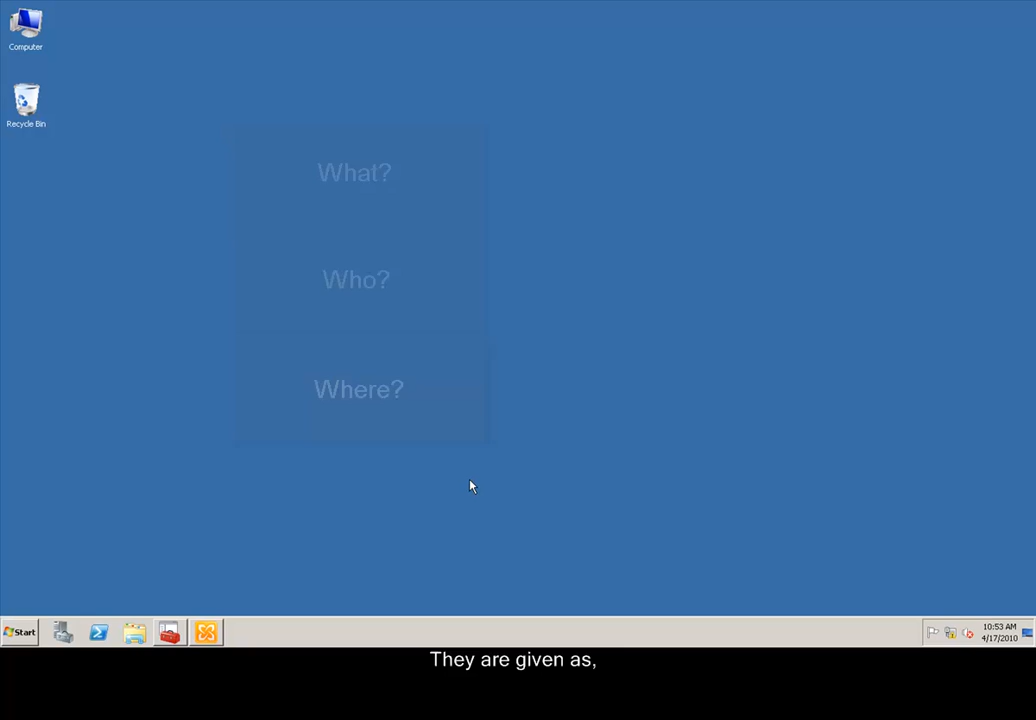 Computer
Recycle Bin
What?
Who?
Where?
Start
10:53 AM
4/17/2010
They are given as,